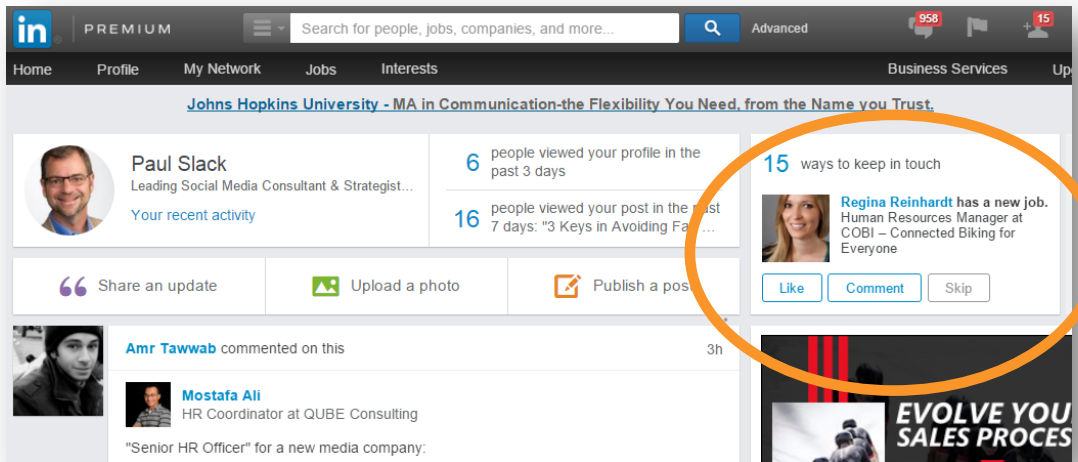 in PREMIUM Search for people, jobs, companies, and more... Advanced 958 15
Home Profile My Network Jobs Interests Business Services Up
Johns Hopkins University - MA in Communication-the Flexibility You Need, from the Name you Trust.
Paul Slack
Leading Social Media Consultant & Strategist...
Your recent activity
6 people viewed your profile in the
past 3 days
16 people viewed your post in the past
7 days: "3 Keys in Avoiding ...
15 ways to keep in touch
Regina Reinhardt has a new job.
Human Resources Manager at
COBI – Connected Biking for
Everyone
Like Comment Skip
Share an update Upload a photo Publish a post
Amr Tawwab commented on this 3h
Mostafa Ali
HR Coordinator at QUBE Consulting
"Senior HR Officer" for a new media company:
EVOLVE YOU
SALES PROCES